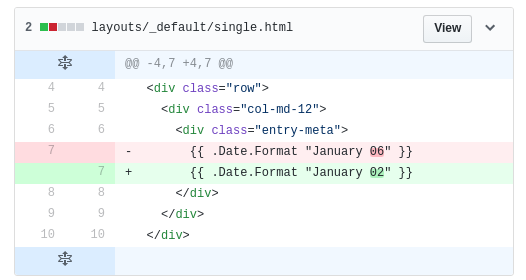 2 layouts/_default/single.html View
@@ -4,7 +4,7 @@
4 4 <div class="row">
5 5 <div class="col-md-12">
6 6 <div class="entry-meta">
7 - {{ .Date.Format "January 06" }}
7 + {{ .Date.Format "January 02" }}
8 8 </div>
9 9 </div>
10 10 </div>